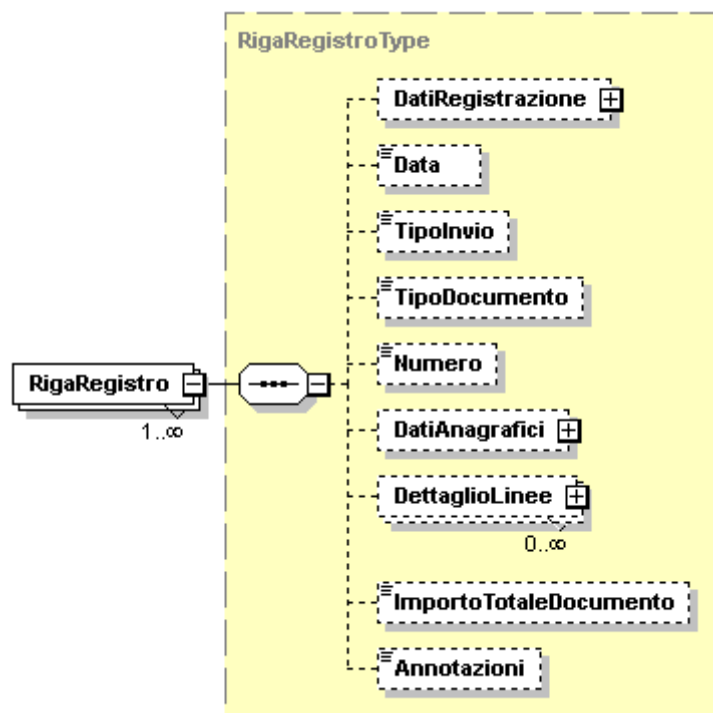 RigaRegistroType
DatiRegistrazione
Data
TipoInvio
TipoDocumento
Numero
RigaRegistro
1..∞
DatiAnagrafici
DettaglioLinee
0..∞
ImportoTotaleDocumento
Annotazioni